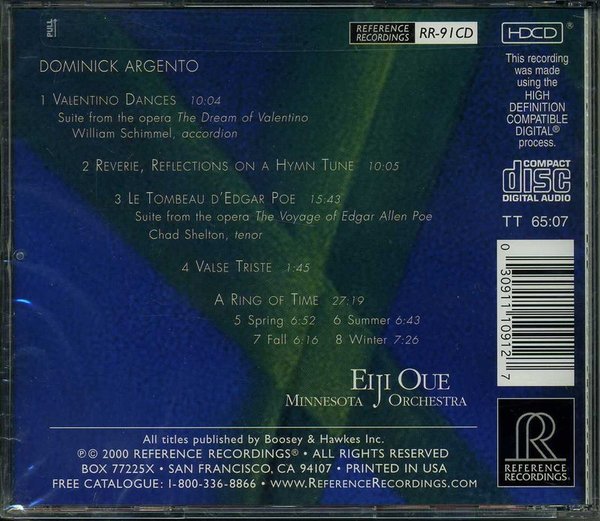 PULL
REFERENCE
RECORDINGS
RR-91CD
HDCD®
This recording
was made
using the
HIGH
DEFINITION
COMPATIBLE
DIGITAL®
process.
COMPACT
disc
DIGITAL AUDIO
TT 65:07
DOMINICK ARGENTO
1 VALENTINO DANCES 10:04
Suite from the opera The Dream of Valentino
William Schimmel, accordion
2 REVERIE, REFLECTIONS ON A HYMN TUNE 10:05
3 LE TOMBEAU D'EDGAR POE 15:43
Suite from the opera The Voyage of Edgar Allen Poe
Chad Shelton, tenor
4 VALSE TRISTE 1:45
A RING OF TIME 27:19
5 Spring 6:52 6 Summer 6:43
7 Fall 6:16 8 Winter 7:26
EIJI OUE
MINNESOTA ORCHESTRA
0 30911 10912 7
R
REFERENCE
RECORDINGS®
All titles published by Boosey & Hawkes Inc.
℗ © 2000 REFERENCE RECORDINGS® • ALL RIGHTS RESERVED
BOX 77225X • SAN FRANCISCO, CA 94107 • PRINTED IN USA
FREE CATALOGUE: 1-800-336-8866 • WWW.REFERENCERECORDINGS.COM